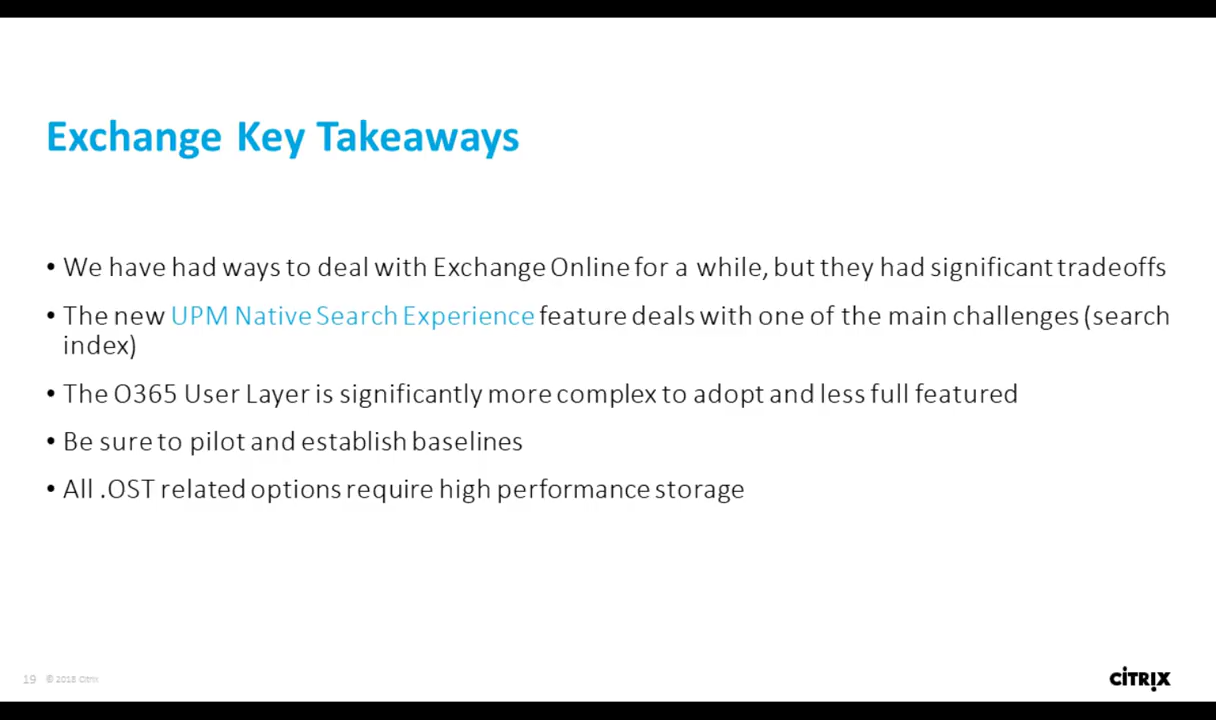 Exchange Key Takeaways
• We have had ways to deal with Exchange Online for a while, but they had significant tradeoffs
• The new UPM Native Search Experience feature deals with one of the main challenges (search
index)
• The O365 User Layer is significantly more complex to adopt and less full featured
• Be sure to pilot and establish baselines
• All .OST related options require high performance storage
19 © 2018 Citrix
CITRIX